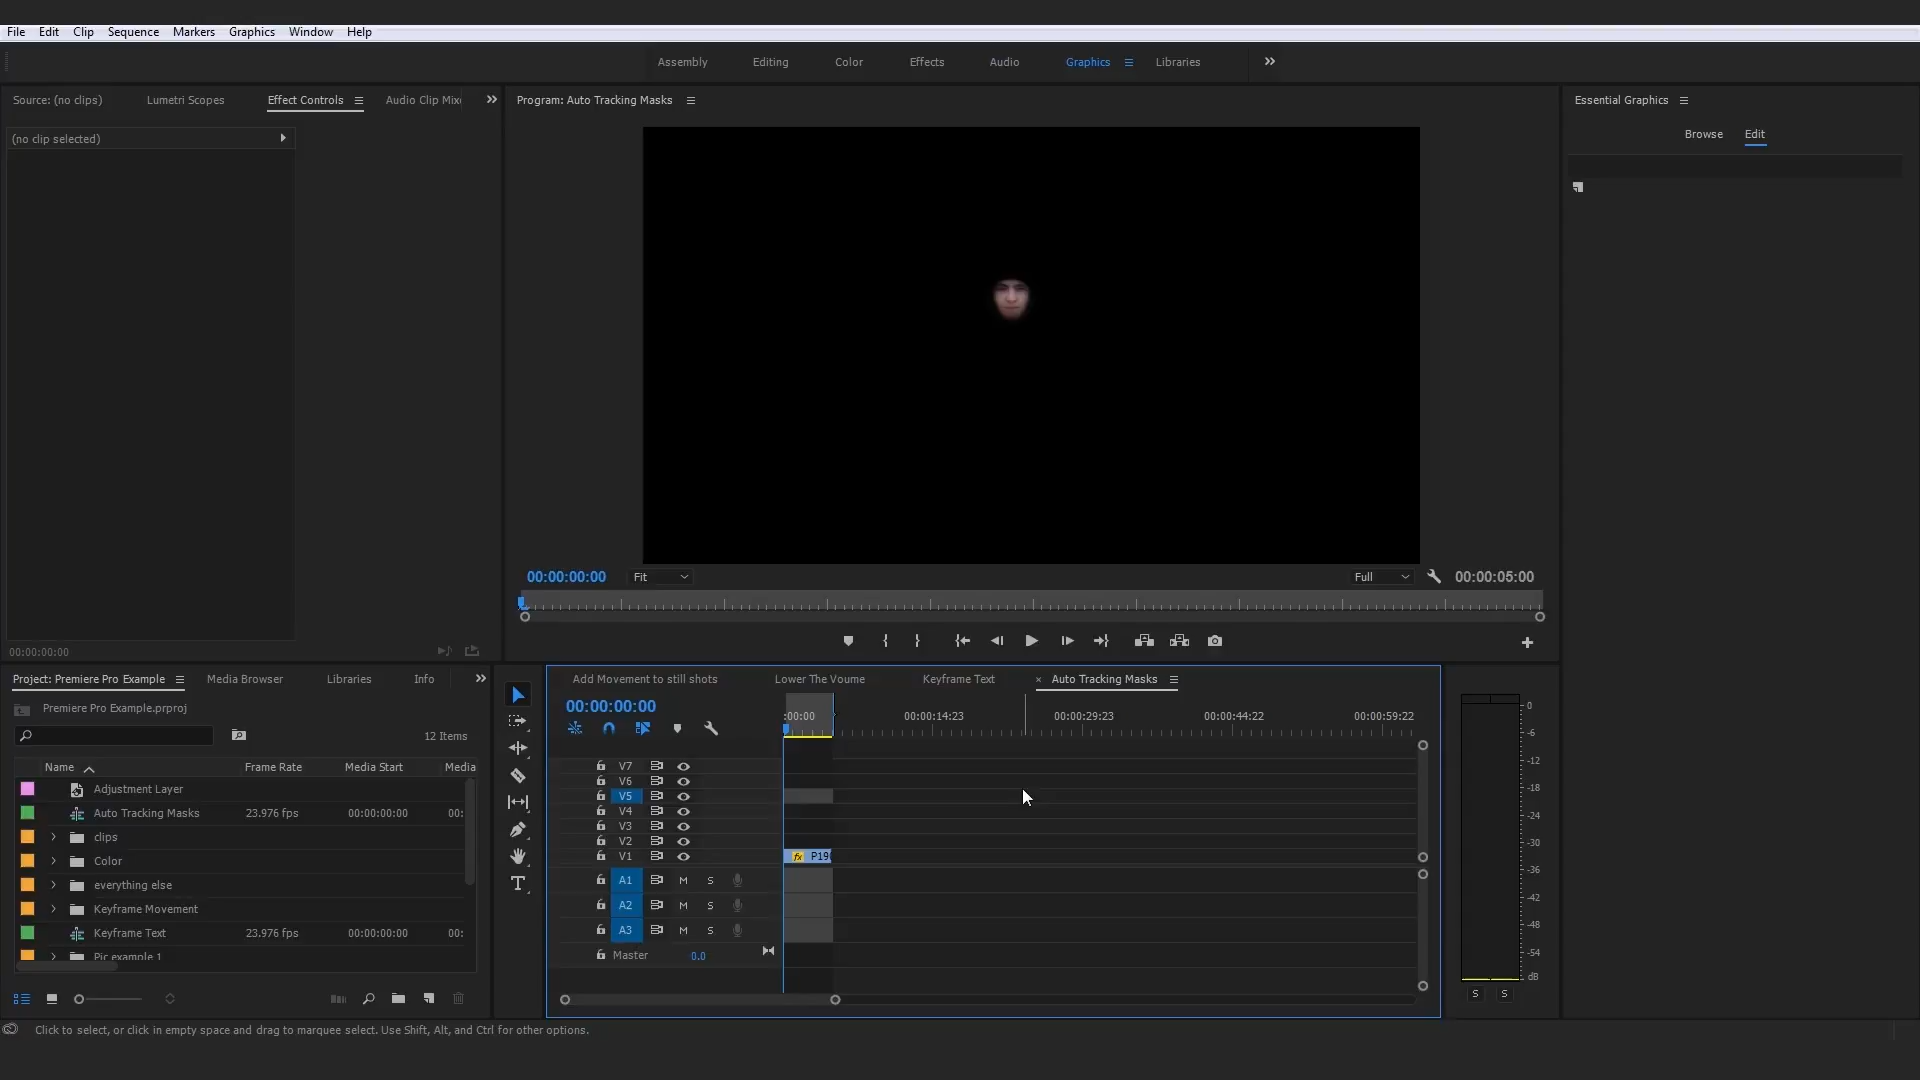 File Edit Clip Sequence Markers Graphics Window Help
Assembly Editing Color Effects Audio Graphics Libraries
Source: (no clips) Lumetri Scopes Effect Controls Audio Clip Mix
Program: Auto Tracking Masks
Essential Graphics
Browse Edit
(no clip selected)
00:00:00:00 Fit Full 00:00:05:00
00:00:00:00
Project: Premiere Pro Example Media Browser Libraries Info
Premiere Pro Example.prproj
12 Items
Name Frame Rate Media Start Media
Adjustment Layer
Auto Tracking Masks 23.976 fps 00:00:00:00 00:
clips
Color
everything else
Keyframe Movement
Keyframe Text 23.976 fps 00:00:00:00 00:
Pic example 1
Add Movement to still shots Lower The Voume Keyframe Text × Auto Tracking Masks
00:00:00:00
:00:00 00:00:14:23 00:00:29:23 00:00:44:22 00:00:59:22
V7
V6
V5
V4
V3
V2
V1 fx P19
A1 M S
A2 M S
A3 M S
Master 0.0
0
-6
-12
-18
-24
-30
-36
-42
-48
-54
dB
S S
Click to select, or click in empty space and drag to marquee select. Use Shift, Alt, and Ctrl for other options.